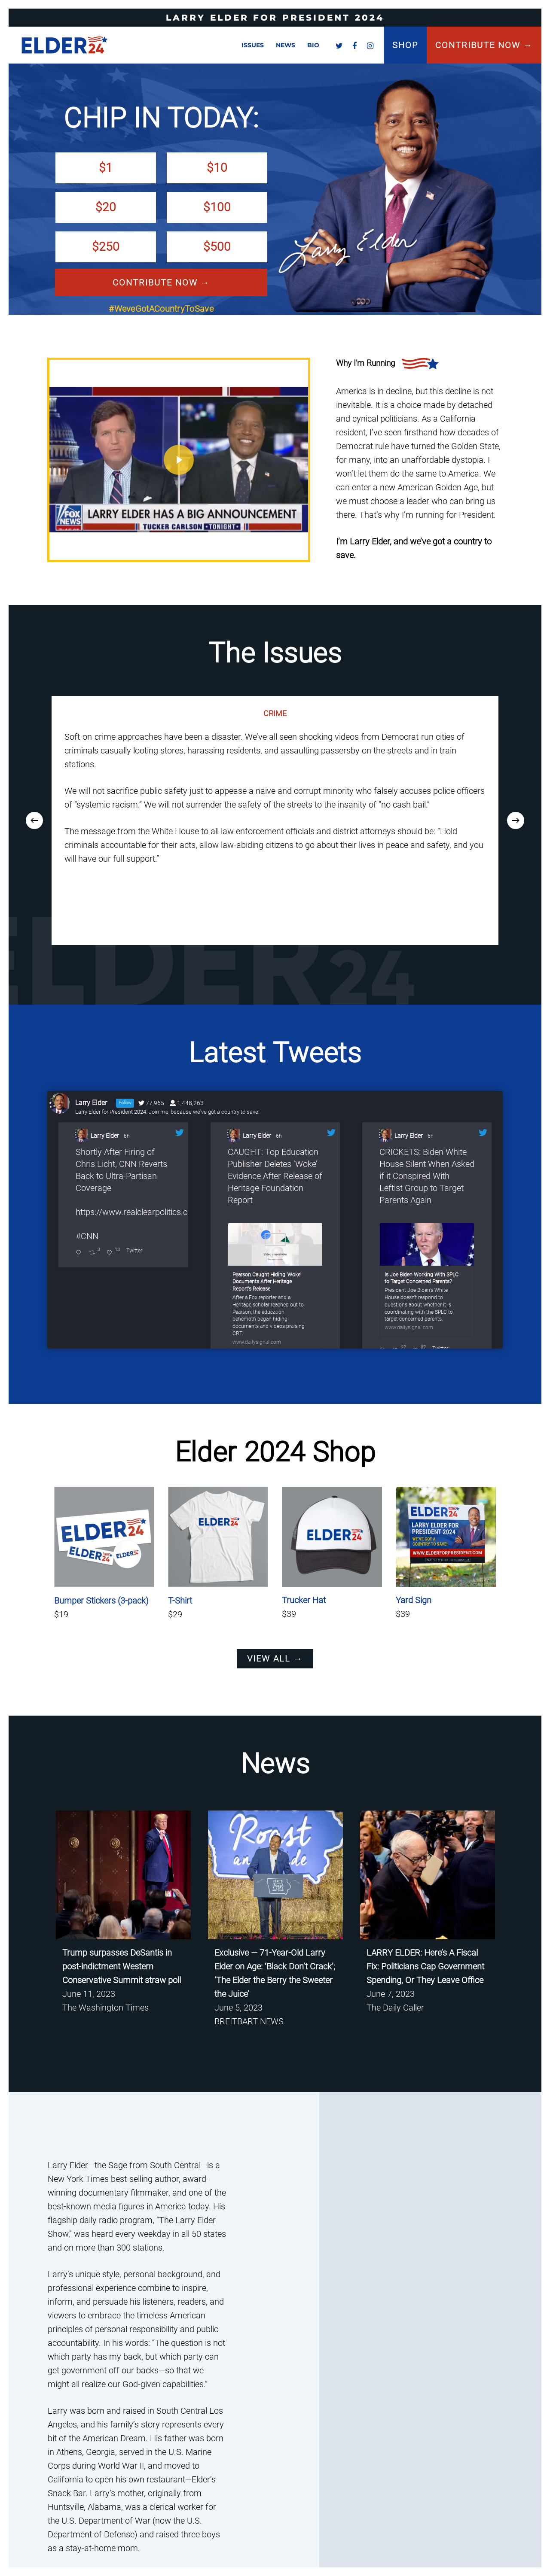 LARRY ELDER FOR PRESIDENT 2024
ELDER24
ISSUES NEWS BIO
SHOP
CONTRIBUTE NOW →
CHIP IN TODAY:
$1 $10
$20 $100
$250 $500
CONTRIBUTE NOW →
#WeveGotACountryToSave
Larry Elder
FOX NEWS
LARRY ELDER HAS A BIG ANNOUNCEMENT
TUCKER CARLSON TONIGHT
Why I'm Running
America is in decline, but this decline is not
inevitable. It is a choice made by detached
and cynical politicians. As a California
resident, I've seen firsthand how decades of
Democrat rule have turned the Golden State,
for many, into an unaffordable dystopia. I
won't let them do the same to America. We
can enter a new American Golden Age, but
we must choose a leader who can bring us
there. That's why I'm running for President.
I'm Larry Elder, and we've got a country to
save.
The Issues
CRIME
Soft-on-crime approaches have been a disaster. We've all seen shocking videos from Democrat-run cities of
criminals casually looting stores, harassing residents, and assaulting passersby on the streets and in train
stations.
We will not sacrifice public safety just to appease a naive and corrupt minority who falsely accuses police officers
of "systemic racism." We will not surrender the safety of the streets to the insanity of "no cash bail."
The message from the White House to all law enforcement officials and district attorneys should be: "Hold
criminals accountable for their acts, allow law-abiding citizens to go about their lives in peace and safety, and you
will have our full support."
ELDER24
Latest Tweets
Larry Elder Follow 77,965 1,448,263
Larry Elder for President 2024. Join me, because we've got a country to save!
Larry Elder 6h
Shortly After Firing of
Chris Licht, CNN Reverts
Back to Ultra-Partisan
Coverage
https://www.realclearpolitics.c
#CNN
Twitter
Larry Elder 6h
CAUGHT: Top Education
Publisher Deletes 'Woke'
Evidence After Release of
Heritage Foundation
Report
Pearson Caught Hiding 'Woke'
Documents After Heritage
Report's Release
After a Fox reporter and a
Heritage scholar reached out to
Pearson, the education
behemoth began hiding
documents and videos praising
CRT.
www.dailysignal.com
Larry Elder 6h
CRICKETS: Biden White
House Silent When Asked
if it Conspired With
Leftist Group to Target
Parents Again
Is Joe Biden Working With SPLC
to Target Concerned Parents?
President Joe Biden's White
House doesn't respond to
questions about whether it is
coordinating with the SPLC to
target concerned parents.
www.dailysignal.com
Elder 2024 Shop
ELDER24
ELDER24
ELDER24
ELDER24
ELDER24
ELDER24
LARRY ELDER FOR
PRESIDENT 2024
WE'VE GOT A
COUNTRY TO SAVE!
WWW.ELDERFORPRESIDENT.COM
Bumper Stickers (3-pack)
$19
T-Shirt
$29
Trucker Hat
$39
Yard Sign
$39
VIEW ALL →
News
Roast
and Ride
Trump surpasses DeSantis in
post-indictment Western
Conservative Summit straw poll
June 11, 2023
The Washington Times
Exclusive — 71-Year-Old Larry
Elder on Age: 'Black Don't Crack';
'The Elder the Berry the Sweeter
the Juice'
June 5, 2023
BREITBART NEWS
LARRY ELDER: Here's A Fiscal
Fix: Politicians Cap Government
Spending, Or They Leave Office
June 7, 2023
The Daily Caller
Larry Elder—the Sage from South Central—is a
New York Times best-selling author, award-
winning documentary filmmaker, and one of the
best-known media figures in America today. His
flagship daily radio program, "The Larry Elder
Show," was heard every weekday in all 50 states
and on more than 300 stations.
Larry's unique style, personal background, and
professional experience combine to inspire,
inform, and persuade his listeners, readers, and
viewers to embrace the timeless American
principles of personal responsibility and public
accountability. In his words: "The question is not
which party has my back, but which party can
get government off our backs—so that we
might all realize our God-given capabilities."
Larry was born and raised in South Central Los
Angeles, and his family's story represents every
bit of the American Dream. His father was born
in Athens, Georgia, served in the U.S. Marine
Corps during World War II, and moved to
California to open his own restaurant—Elder's
Snack Bar. Larry's mother, originally from
Huntsville, Alabama, was a clerical worker for
the U.S. Department of War (now the U.S.
Department of Defense) and raised three boys
as a stay-at-home mom.